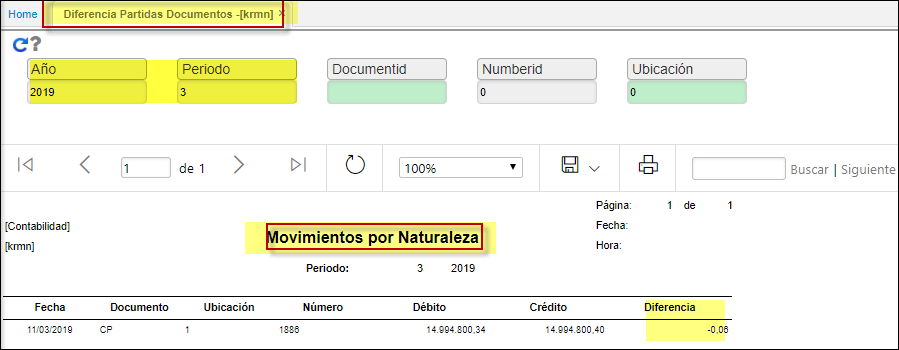 Home Diferencia Partidas Documentos -[krmn] ×
?
Año Periodo Documentid Numberid Ubicación
2019 3 0 0
1 de 1 100% Buscar | Siguiente
Página: 1 de 1
[Contabilidad] Fecha:
Movimientos por Naturaleza
[krmn] Hora:
Periodo: 3 2019
Fecha Documento Ubicación Número Débito Crédito Diferencia
11/03/2019 CP 1 1886 14.994.800,34 14.994.800,40 -0,06